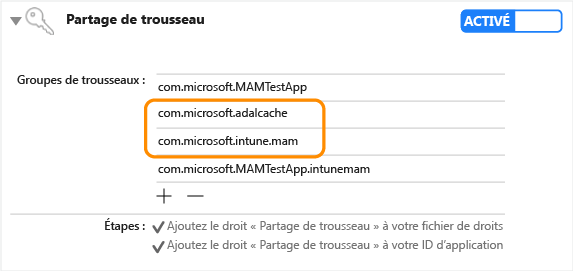 Partage de trousseau
ACTIVÉ
Groupes de trousseaux :
com.microsoft.MAMTestApp
com.microsoft.adalcache
com.microsoft.intune.mam
com.microsoft.MAMTestApp.intunemam
Étapes : ✔ Ajoutez le droit « Partage de trousseau » à votre fichier de droits
✔ Ajoutez le droit « Partage de trousseau » à votre ID d’application